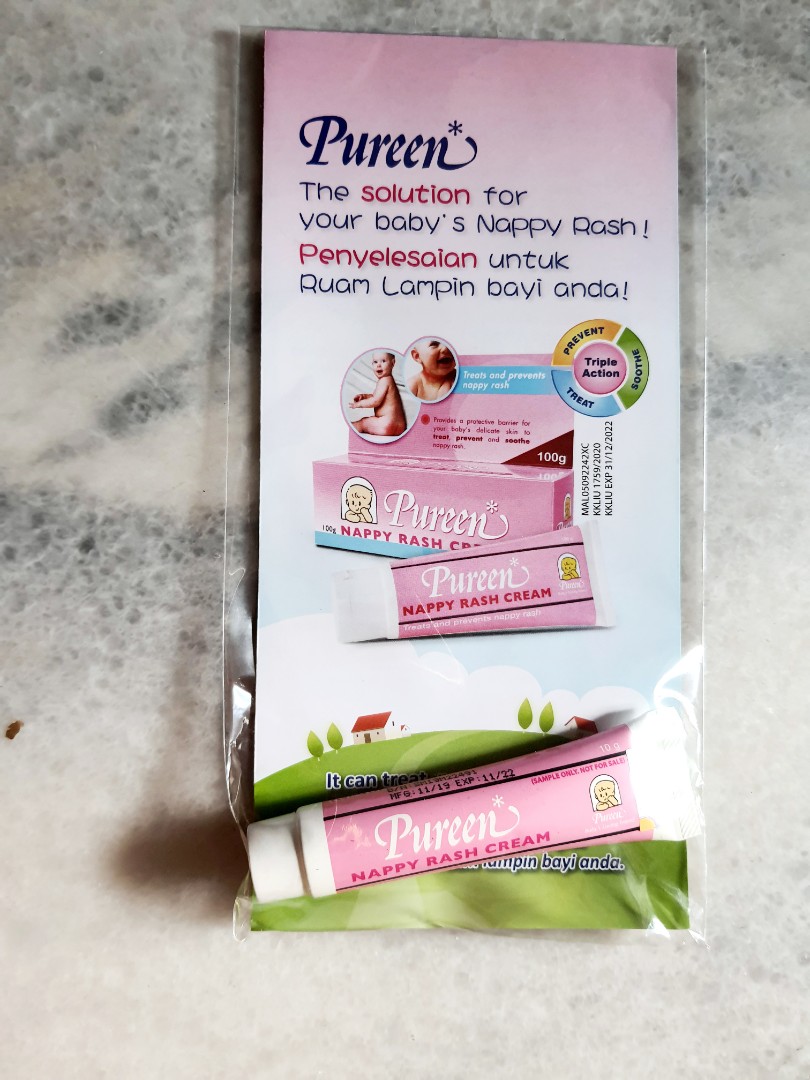 Pureen*
The solution for
your baby's Nappy Rash!
Penyelesaian untuk
Ruam Lampin bayi anda!
PREVENT
SOOTHE
TREAT
Triple
Action
Treats and prevents
nappy rash
Provides a protective barrier for
your baby's delicate skin to
treat, prevent and soothe
nappy rash.
100g
MAL05092242XC
KKLIU 1759/2020
KKLIU EXP 31/12/2022
Pureen*
100g NAPPY RASH
Pureen*
NAPPY RASH CREAM
Treats and prevents nappy rash
Pureen
It can treat
MFG:11/19 EXP:11/22
10 g
(SAMPLE ONLY. NOT FOR SALE)
Pureen*
NAPPY RASH CREAM
Pureen
lampin bayi anda.